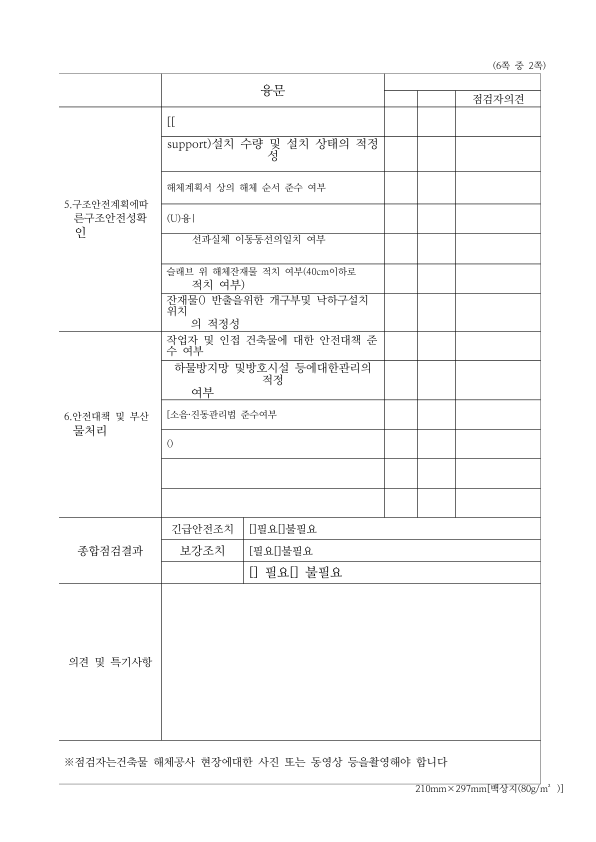 (6쪽 중 2쪽)
용문
점검자의견
[[
support)설치 수량 및 설치 상태의 적정
성
해체계획서 상의 해체 순서 준수 여부
5.구조안전계획에따
른구조안전성확
인
(U)융|
선과실체 이동동선의일치 여부
슬래브 위 해체잔재물 적치 여부(40cm이하로
적치 여부)
잔재물() 반출을위한 개구부및 낙하구설치
위치
의 적정성
작업자 및 인접 건축물에 대한 안전대책 준
수 여부
하물방지망 및방호시설 등에대한관리의
적정
여부
6.안전대책 및 부산
물처리
[소음·진동관리범 준수여부
()
종합점검결과
긴급안전조치 []필요[]불필요
보강조치 [필요[]불필요
[] 필요[] 불필요
의견 및 특기사항
※점검자는건축물 해체공사 현장에대한 사진 또는 동영상 등을촬영해야 합니다
210mm×297mm[백상지(80g/㎡ )]